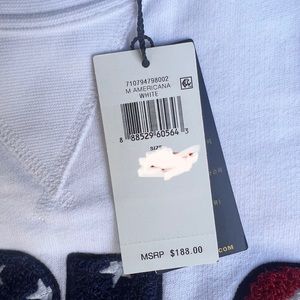 710794798002
M AMERICANA
WHITE
8 88529 60564 3
SIZE
MSRP $188.00